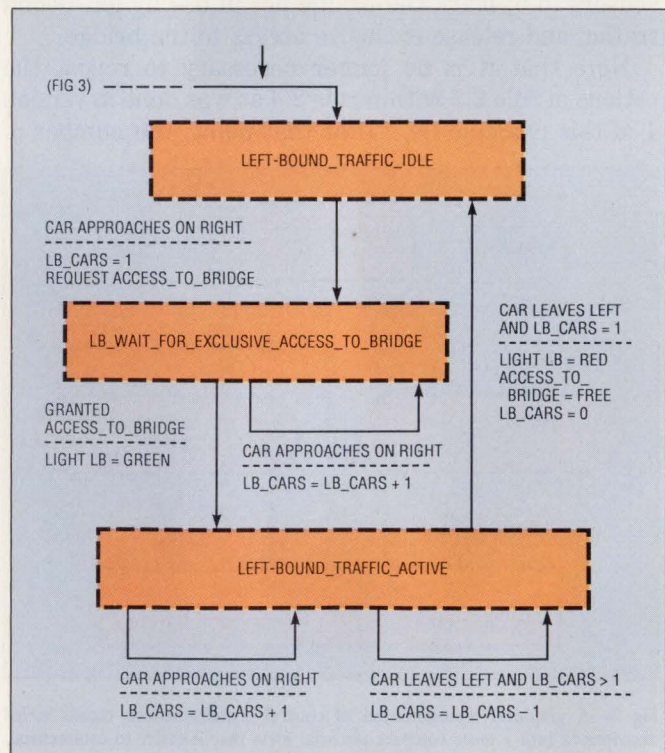 (FIG 3)
LEFT-BOUND_TRAFFIC_IDLE
CAR APPROACHES ON RIGHT
LB_CARS = 1
REQUEST ACCESS_TO_BRIDGE
LB_WAIT_FOR_EXCLUSIVE_ACCESS_TO_BRIDGE
CAR LEAVES LEFT
AND LB_CARS = 1
LIGHT LB = RED
ACCESS_TO_
BRIDGE = FREE
LB_CARS = 0
GRANTED
ACCESS_TO_BRIDGE
LIGHT LB = GREEN
CAR APPROACHES ON RIGHT
LB_CARS = LB_CARS + 1
LEFT-BOUND_TRAFFIC_ACTIVE
CAR APPROACHES ON RIGHT
LB_CARS = LB_CARS + 1
CAR LEAVES LEFT AND LB_CARS > 1
LB_CARS = LB_CARS − 1